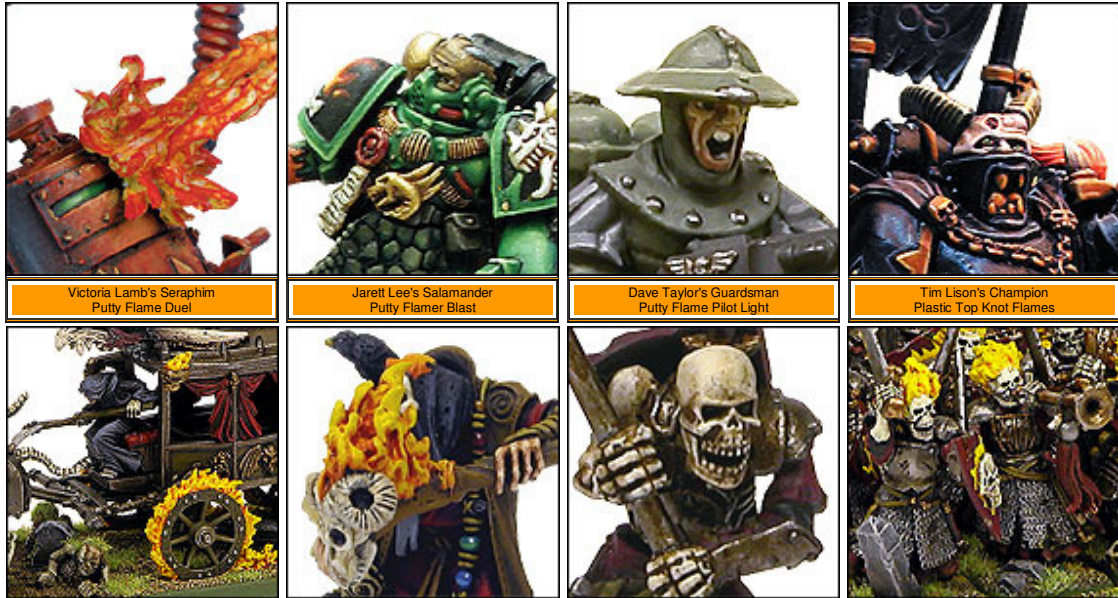 Victoria Lamb's Seraphim
Putty Flame Duel
Jarett Lee's Salamander
Putty Flamer Blast
Dave Taylor's Guardsman
Putty Flame Pilot Light
Tim Lison's Champion
Plastic Top Knot Flames